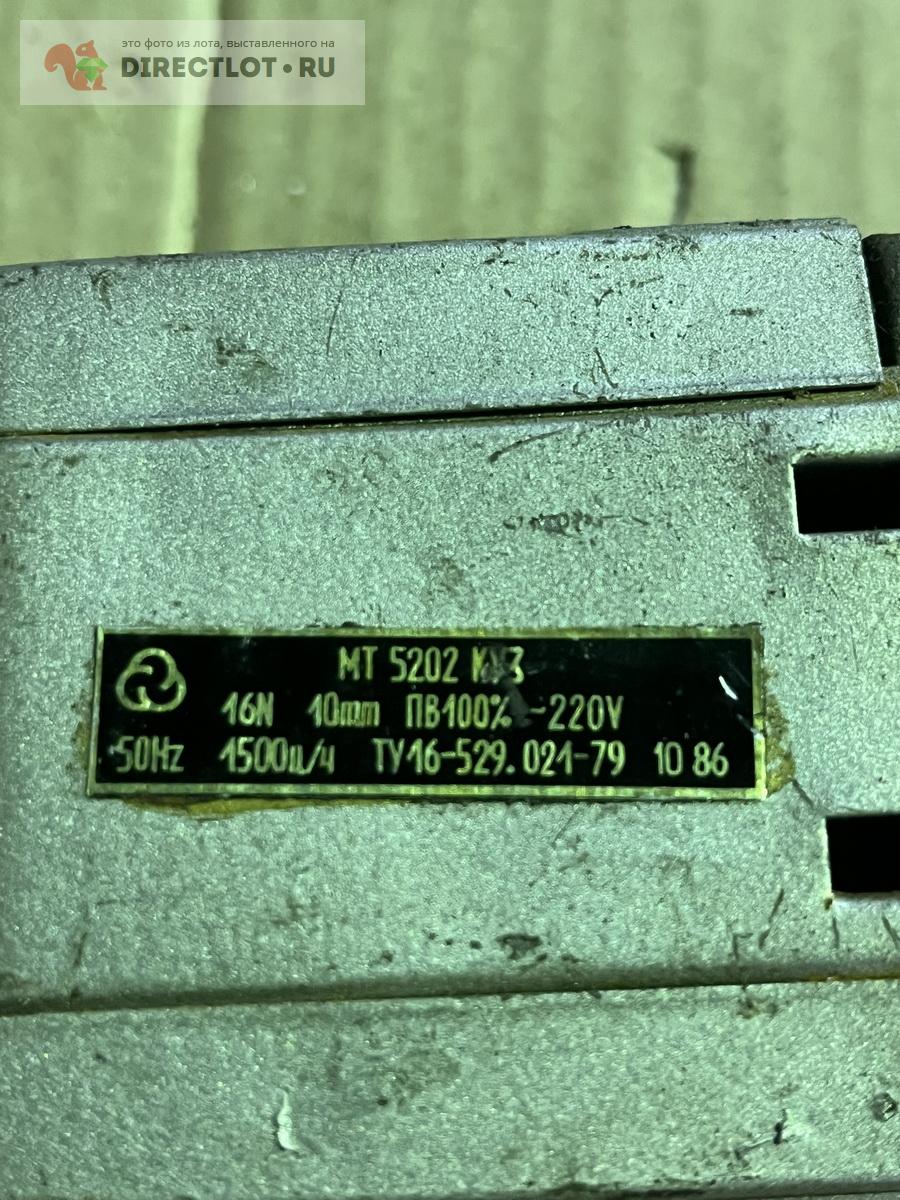 это фото из лота, выставленного на
DIRECTLOT•RU
МТ 5202
16N 10mm ПВ100% ~220V
50Hz 1500ц/ч ТУ16-529.021-79 10 86